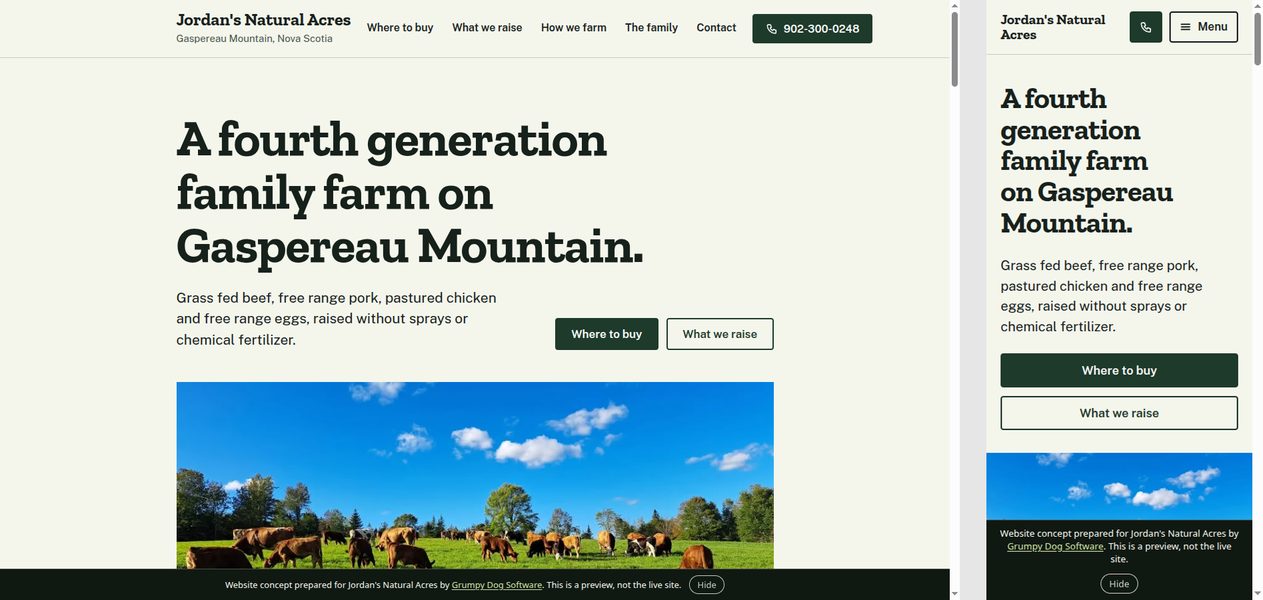 Jordan's Natural Acres
Gaspereau Mountain, Nova Scotia
Where to buy
What we raise
How we farm
The family
Contact
902-300-0248
A fourth generation
family farm on
Gaspereau Mountain.
Grass fed beef, free range pork, pastured chicken
and free range eggs, raised without sprays or
chemical fertilizer.
Where to buy
What we raise
Website concept prepared for Jordan's Natural Acres by Grumpy Dog Software. This is a preview, not the live site.
Hide
Jordan's Natural
Acres
Menu
A fourth
generation
family farm
on Gaspereau
Mountain.
Grass fed beef, free range pork,
pastured chicken and free range
eggs, raised without sprays or
chemical fertilizer.
Where to buy
What we raise
Website concept prepared for Jordan's Natural Acres by
Grumpy Dog Software. This is a preview, not the live
site.
Hide